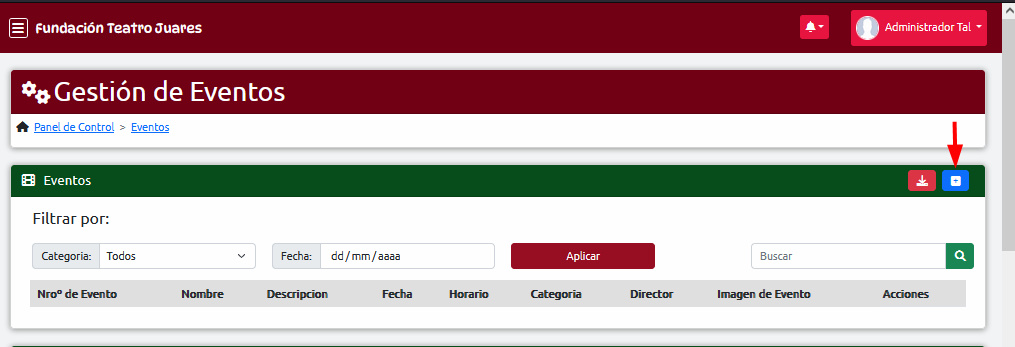 Fundación Teatro Juares
Administrador Tal
Gestión de Eventos
Panel de Control > Eventos
Eventos
Filtrar por:
Categoria: Todos Fecha: dd/mm/aaaa Aplicar Buscar
Nroº de Evento Nombre Descripcion Fecha Horario Categoria Director Imagen de Evento Acciones